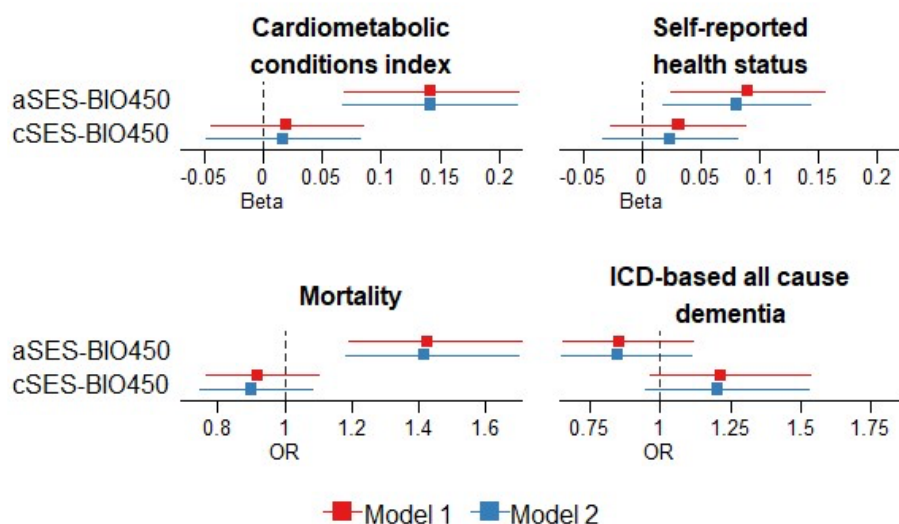 Cardiometabolic
conditions index
Self-reported
health status
aSES-BIO450
cSES-BIO450
-0.05 0 0.05 0.1 0.15 0.2
Beta
-0.05 0 0.05 0.1 0.15 0.2
Beta
Mortality
ICD-based all cause
dementia
aSES-BIO450
cSES-BIO450
0.8 1 1.2 1.4 1.6
OR
0.75 1 1.25 1.5 1.75
OR
Model 1 Model 2